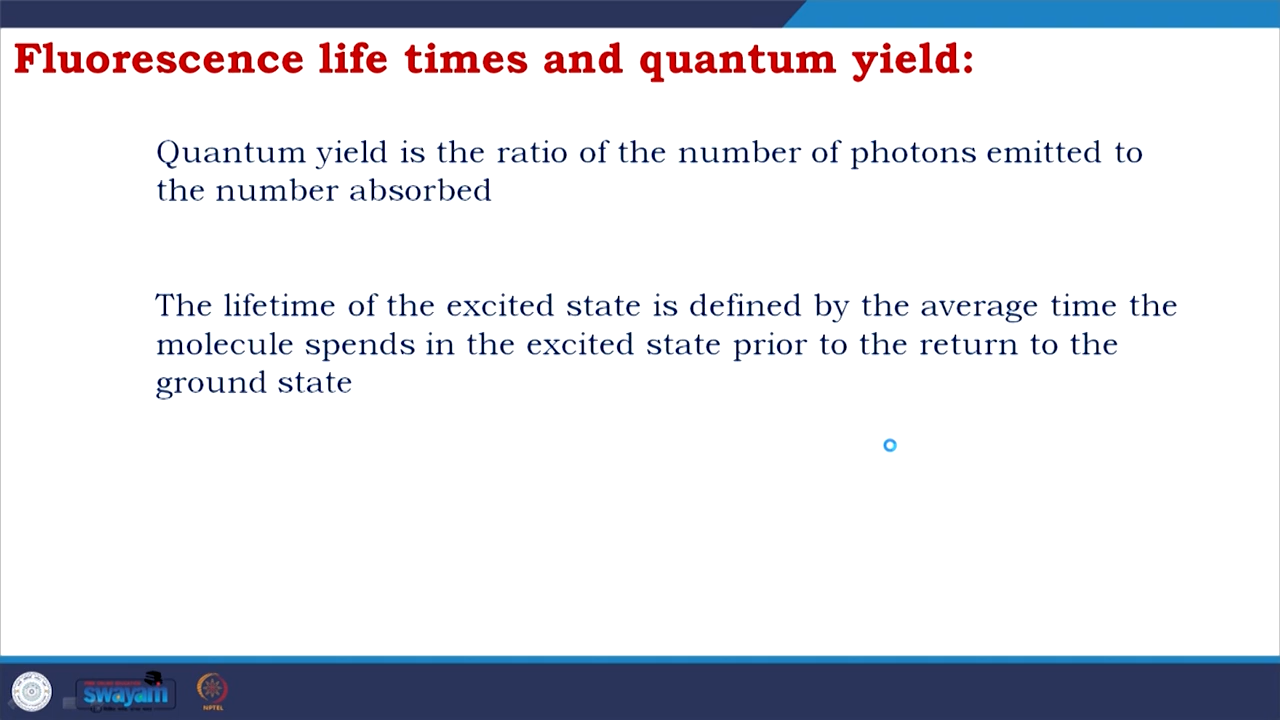 Fluorescence life times and quantum yield:
Quantum yield is the ratio of the number of photons emitted to
the number absorbed
The lifetime of the excited state is defined by the average time the
molecule spends in the excited state prior to the return to the
ground state
swayam
NPTEL